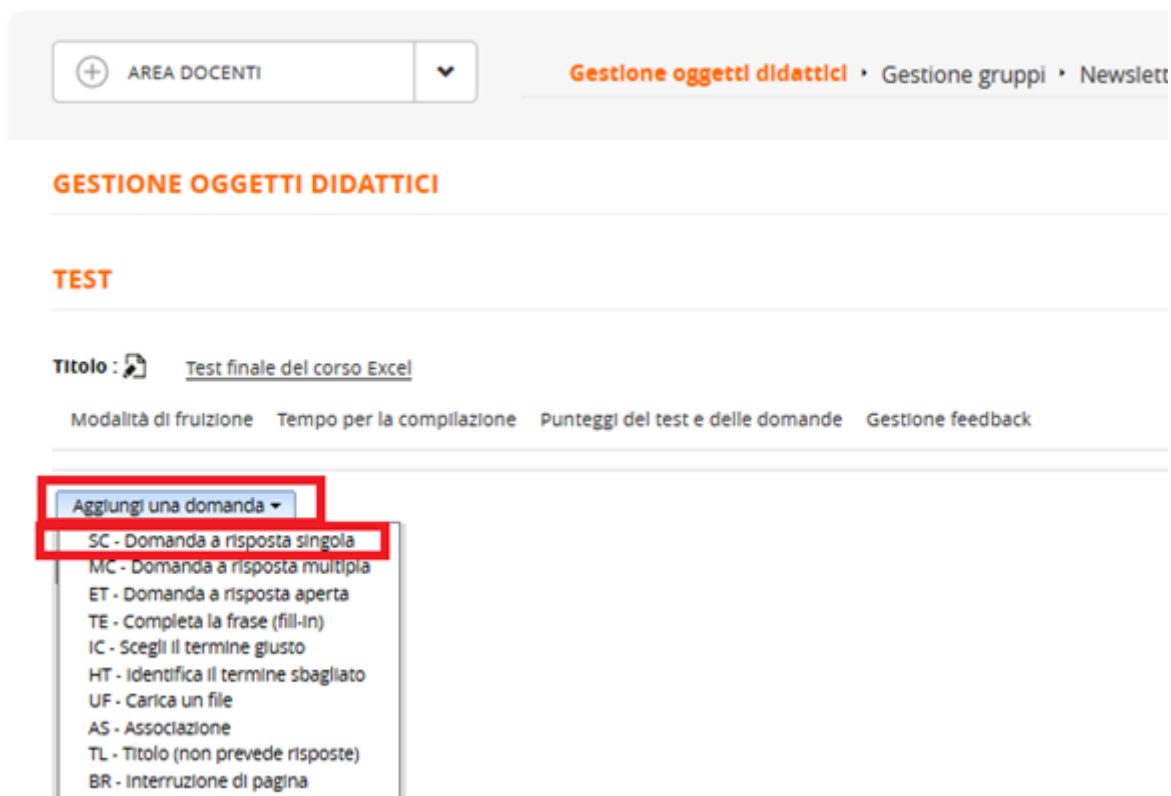 AREA DOCENTI
Gestione oggetti didattici • Gestione gruppi • Newslett
GESTIONE OGGETTI DIDATTICI
TEST
Titolo : Test finale del corso Excel
Modalità di fruizione Tempo per la compilazione Punteggi del test e delle domande Gestione feedback
Aggiungi una domanda
SC - Domanda a risposta singola
MC - Domanda a risposta multipla
ET - Domanda a risposta aperta
TE - Completa la frase (fill-in)
IC - Scegli il termine giusto
HT - Identifica il termine sbagliato
UF - Carica un file
AS - Associazione
TL - Titolo (non prevede risposte)
BR - Interruzione di pagina